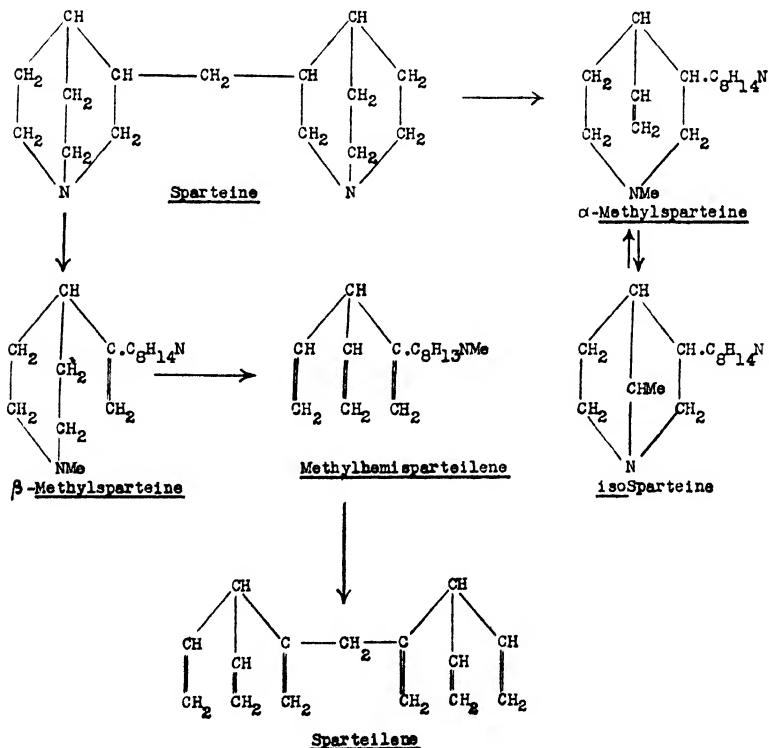 CH CH CH
CH₂ CH — CH₂ — CH CH₂ CH₂ CH.C₈H₁₄N
CH₂ CH₂ CH
CH₂ CH₂ CH₂ CH₂ CH₂ CH₂
CH₂ CH₂ CH₂
N Sparteine N NMe
α-Methylsparteine
CH CH CH
CH₂ C.C₈H₁₄N CH CH C.C₈H₁₃NMe CH₂ CH.C₈H₁₄N
CH₂ CHMe
CH₂ CH₂ CH₂ CH₂ CH₂ CH₂ CH₂
CH₂
NMe Methylhemisparteilene N
β-Methylsparteine isoSparteine
CH CH
CH C — CH₂ — C CH
CH CH
CH₂ CH₂ CH₂ CH₂ CH₂ CH₂
Sparteilene